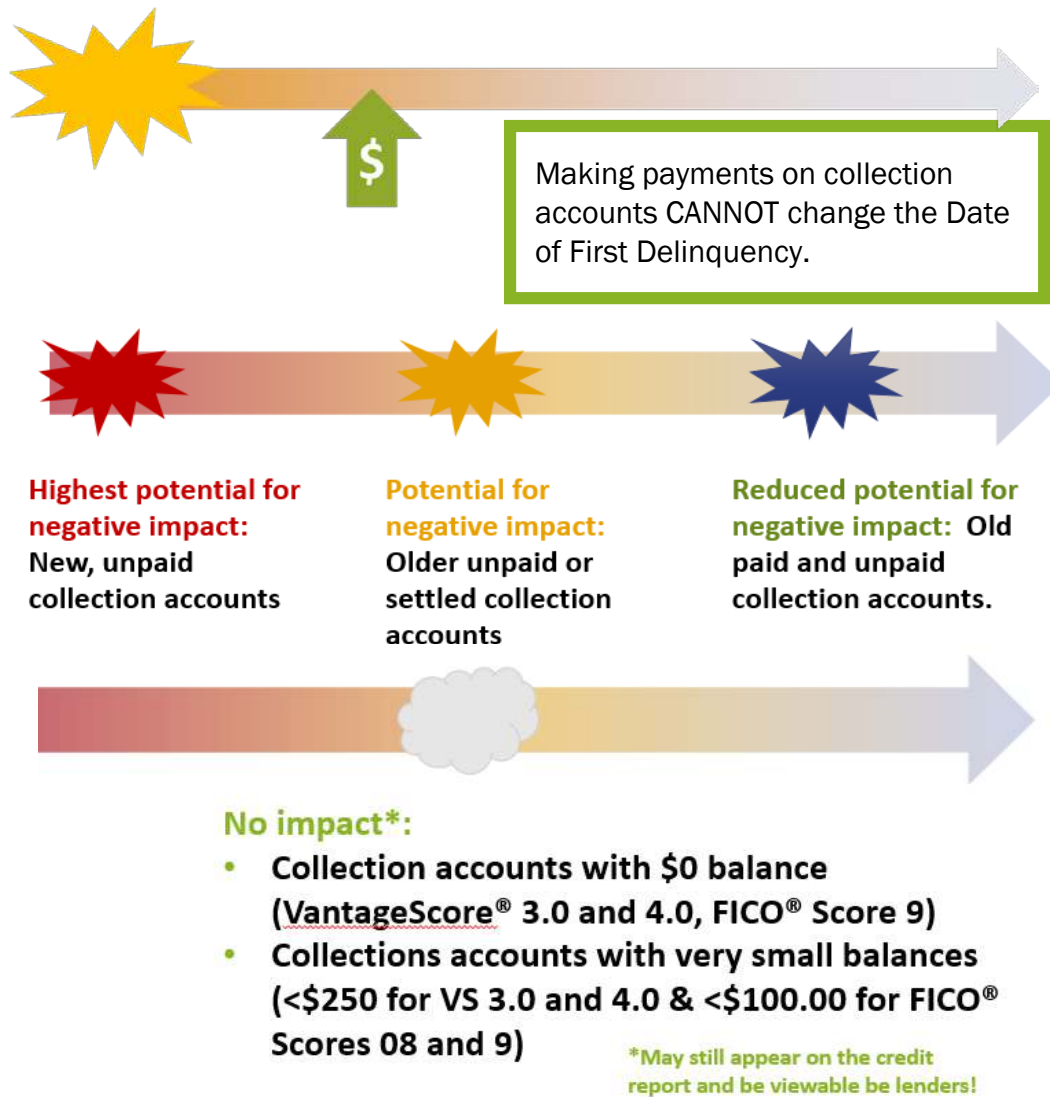 $
Making payments on collection
accounts CANNOT change the Date
of First Delinquency.
Highest potential for
negative impact:
New, unpaid
collection accounts
Potential for
negative impact:
Older unpaid or
settled collection
accounts
Reduced potential for
negative impact: Old
paid and unpaid
collection accounts.
No impact*:
• Collection accounts with $0 balance
(VantageScore® 3.0 and 4.0, FICO® Score 9)
• Collections accounts with very small balances
(<$250 for VS 3.0 and 4.0 & <$100.00 for FICO®
Scores 08 and 9)
*May still appear on the credit
report and be viewable be lenders!